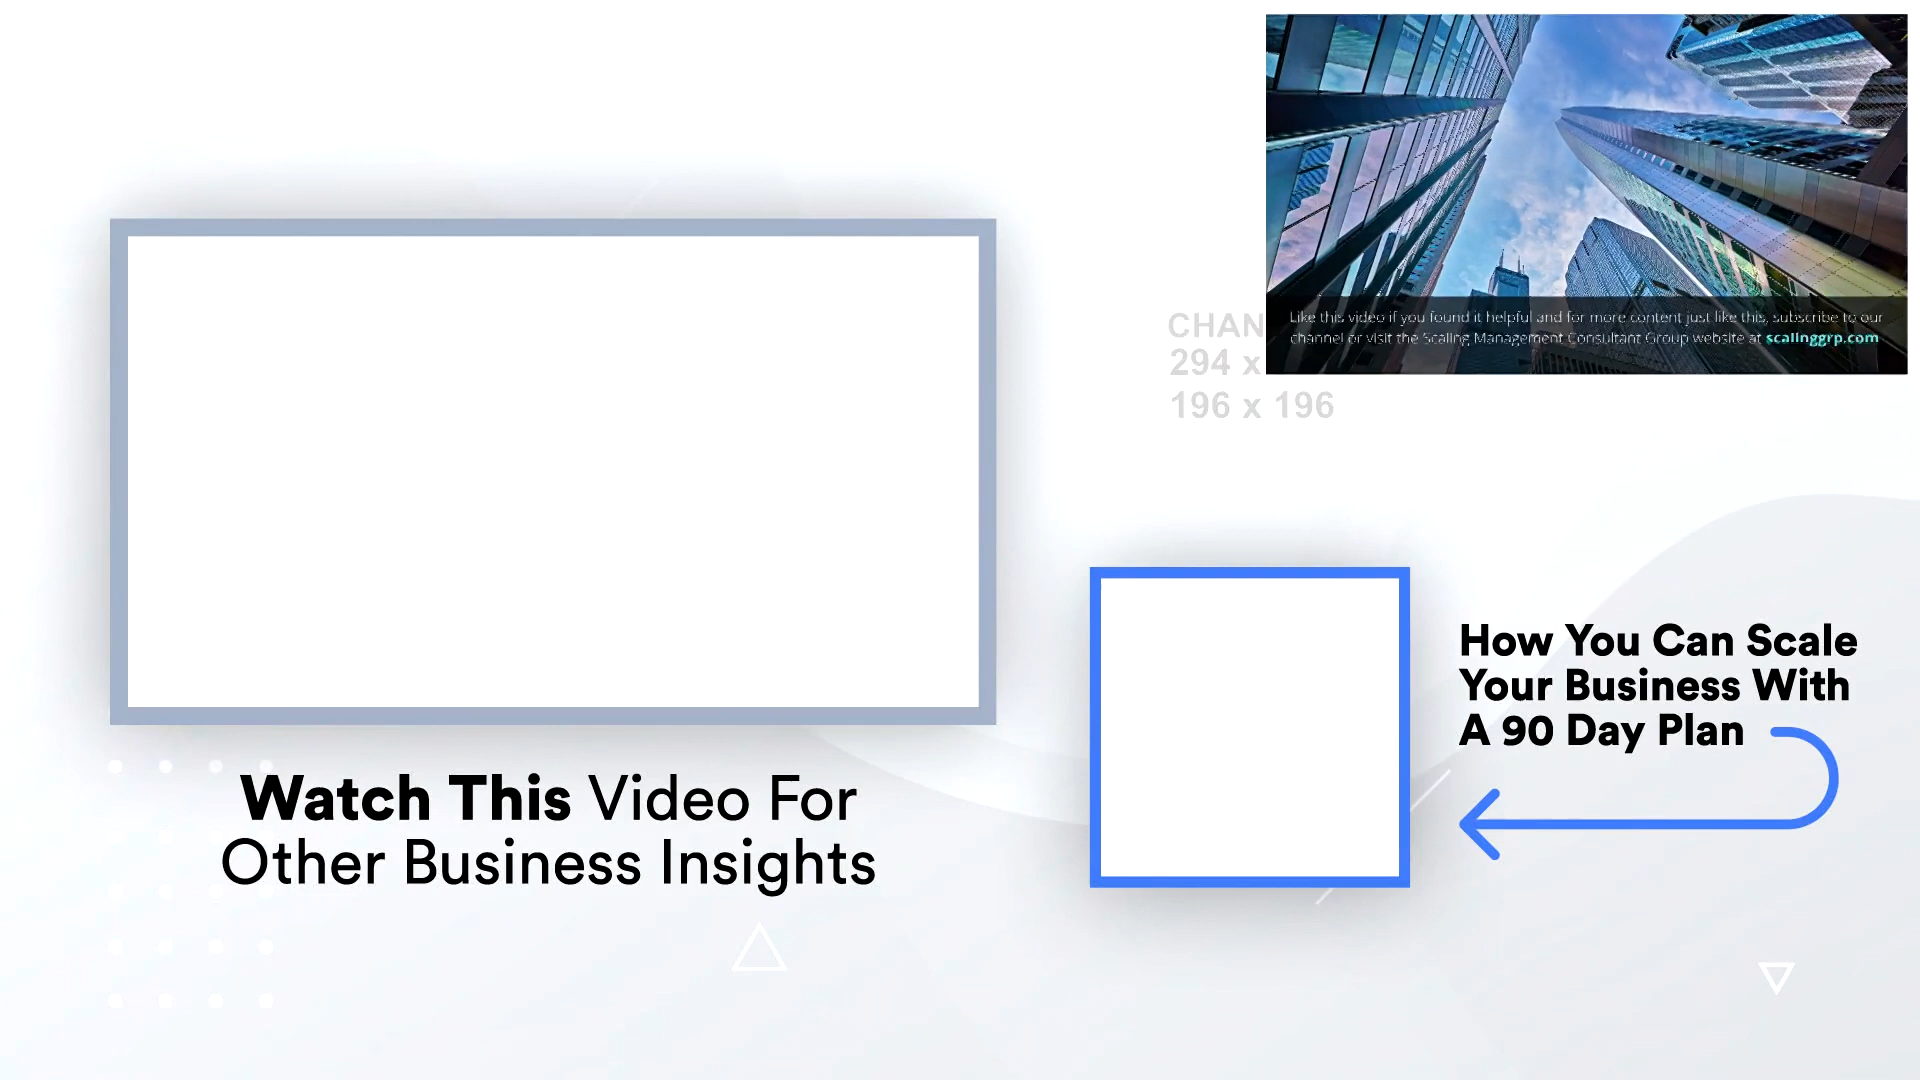 Like this video if you found it helpful and for more content just like this, subscribe to our
channel or visit the Scaling Management Consultant Group website at scalinggrp.com
CHAN
294 x
196 x 196
How You Can Scale
Your Business With
A 90 Day Plan
Watch This Video For
Other Business Insights